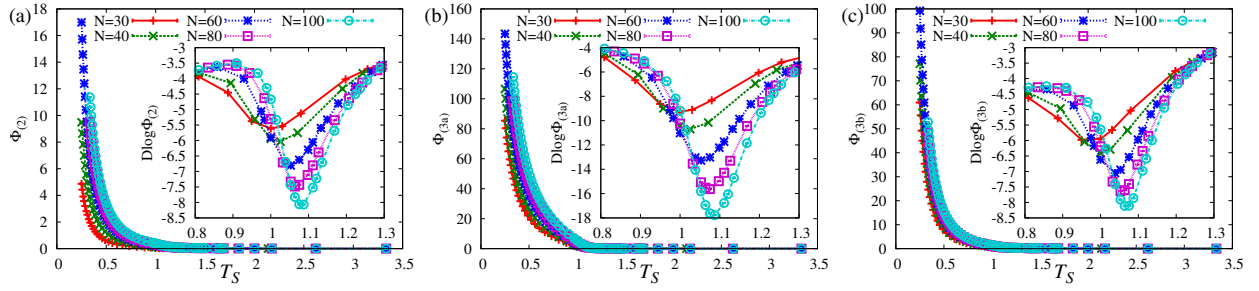 (a)
N=30 N=60 N=100
N=40 N=80
Φ(2)
18
16
14
12
10
8
6
4
2
0
0 0.5 1 1.5 2 2.5 3 3.5
T_S
DlogΦ(2)
-3
-3.5
-4
-4.5
-5
-5.5
-6
-6.5
-7
-7.5
-8
-8.5
0.8 0.9 1 1.1 1.2 1.3
(b)
N=30 N=60 N=100
N=40 N=80
Φ(3a)
160
140
120
100
80
60
40
20
0
0 0.5 1 1.5 2 2.5 3 3.5
T_S
DlogΦ(3a)
-4
-6
-8
-10
-12
-14
-16
-18
0.8 0.9 1 1.1 1.2 1.3
(c)
N=30 N=60 N=100
N=40 N=80
Φ(3b)
100
90
80
70
60
50
40
30
20
10
0
0 0.5 1 1.5 2 2.5 3 3.5
T_S
DlogΦ(3b)
-3
-3.5
-4
-4.5
-5
-5.5
-6
-6.5
-7
-7.5
-8
-8.5
0.8 0.9 1 1.1 1.2 1.3